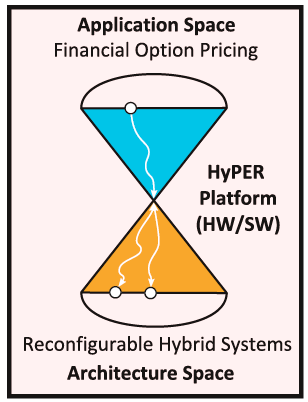 Application Space
Financial Option Pricing
HyPER
Platform
(HW/SW)
Reconfigurable Hybrid Systems
Architecture Space